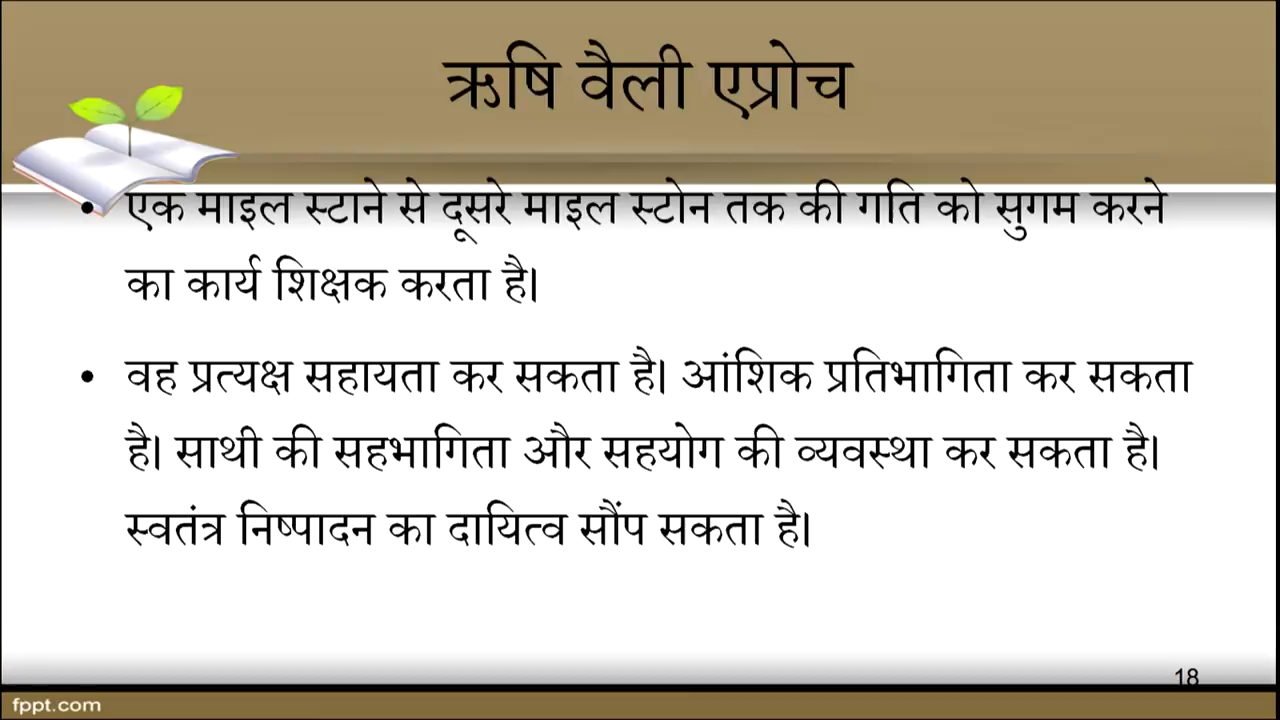 ऋषि वैली एप्रोच
• एक माइल स्टाने से दूसरे माइल स्टोन तक की गति को सुगम करने
का कार्य शिक्षक करता है।
• वह प्रत्यक्ष सहायता कर सकता है। आंशिक प्रतिभागिता कर सकता
है। साथी की सहभागिता और सहयोग की व्यवस्था कर सकता है।
स्वतंत्र निष्पादन का दायित्व सौंप सकता है।
18
fppt.com